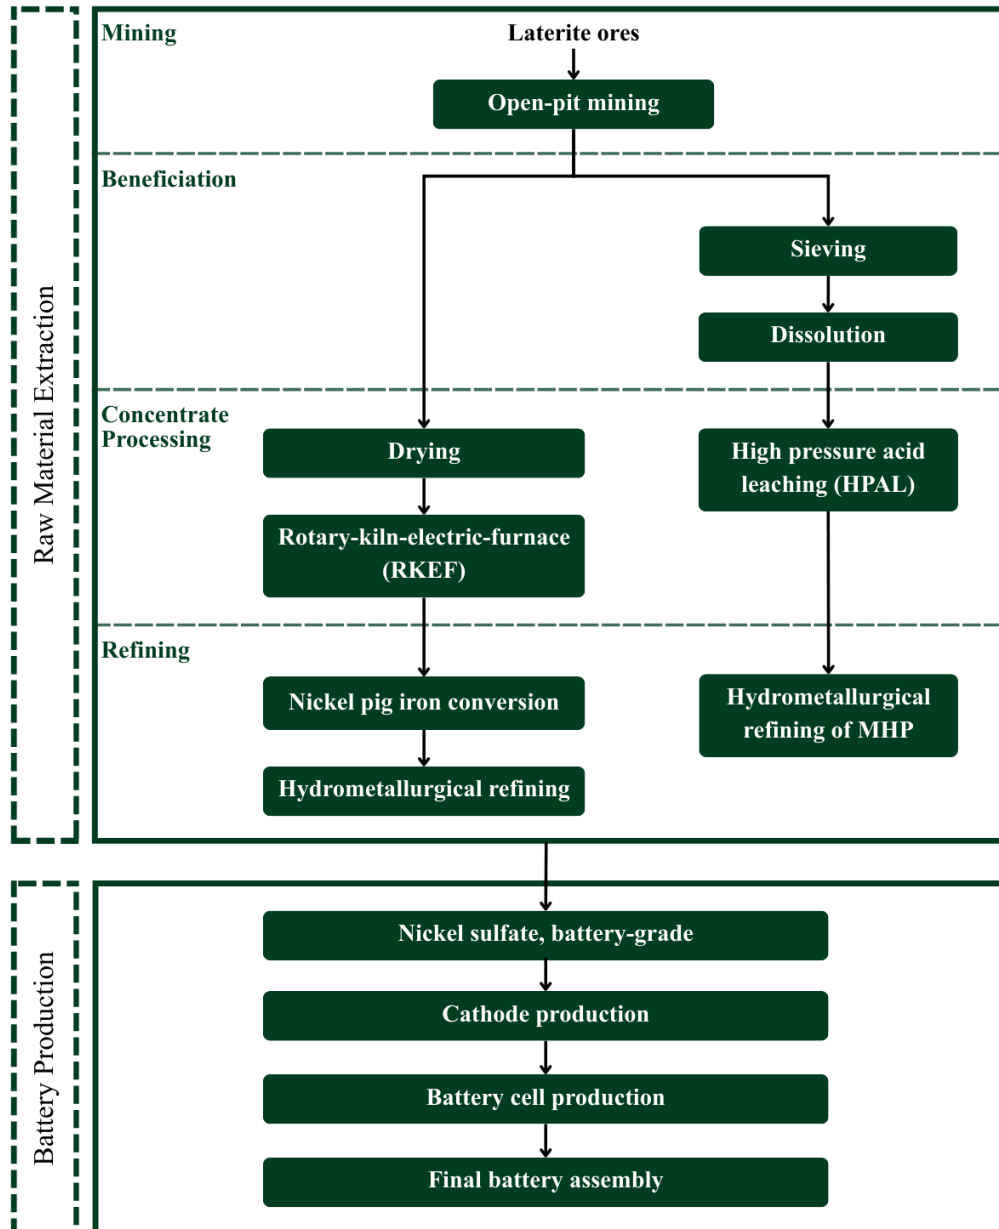 Raw Material Extraction
Mining
Laterite ores
Open-pit mining
Beneficiation
Sieving
Dissolution
Concentrate
Processing
Drying
Rotary-kiln-electric-furnace
(RKEF)
High pressure acid
leaching (HPAL)
Refining
Nickel pig iron conversion
Hydrometallurgical refining
Hydrometallurgical
refining of MHP
Battery Production
Nickel sulfate, battery-grade
Cathode production
Battery cell production
Final battery assembly